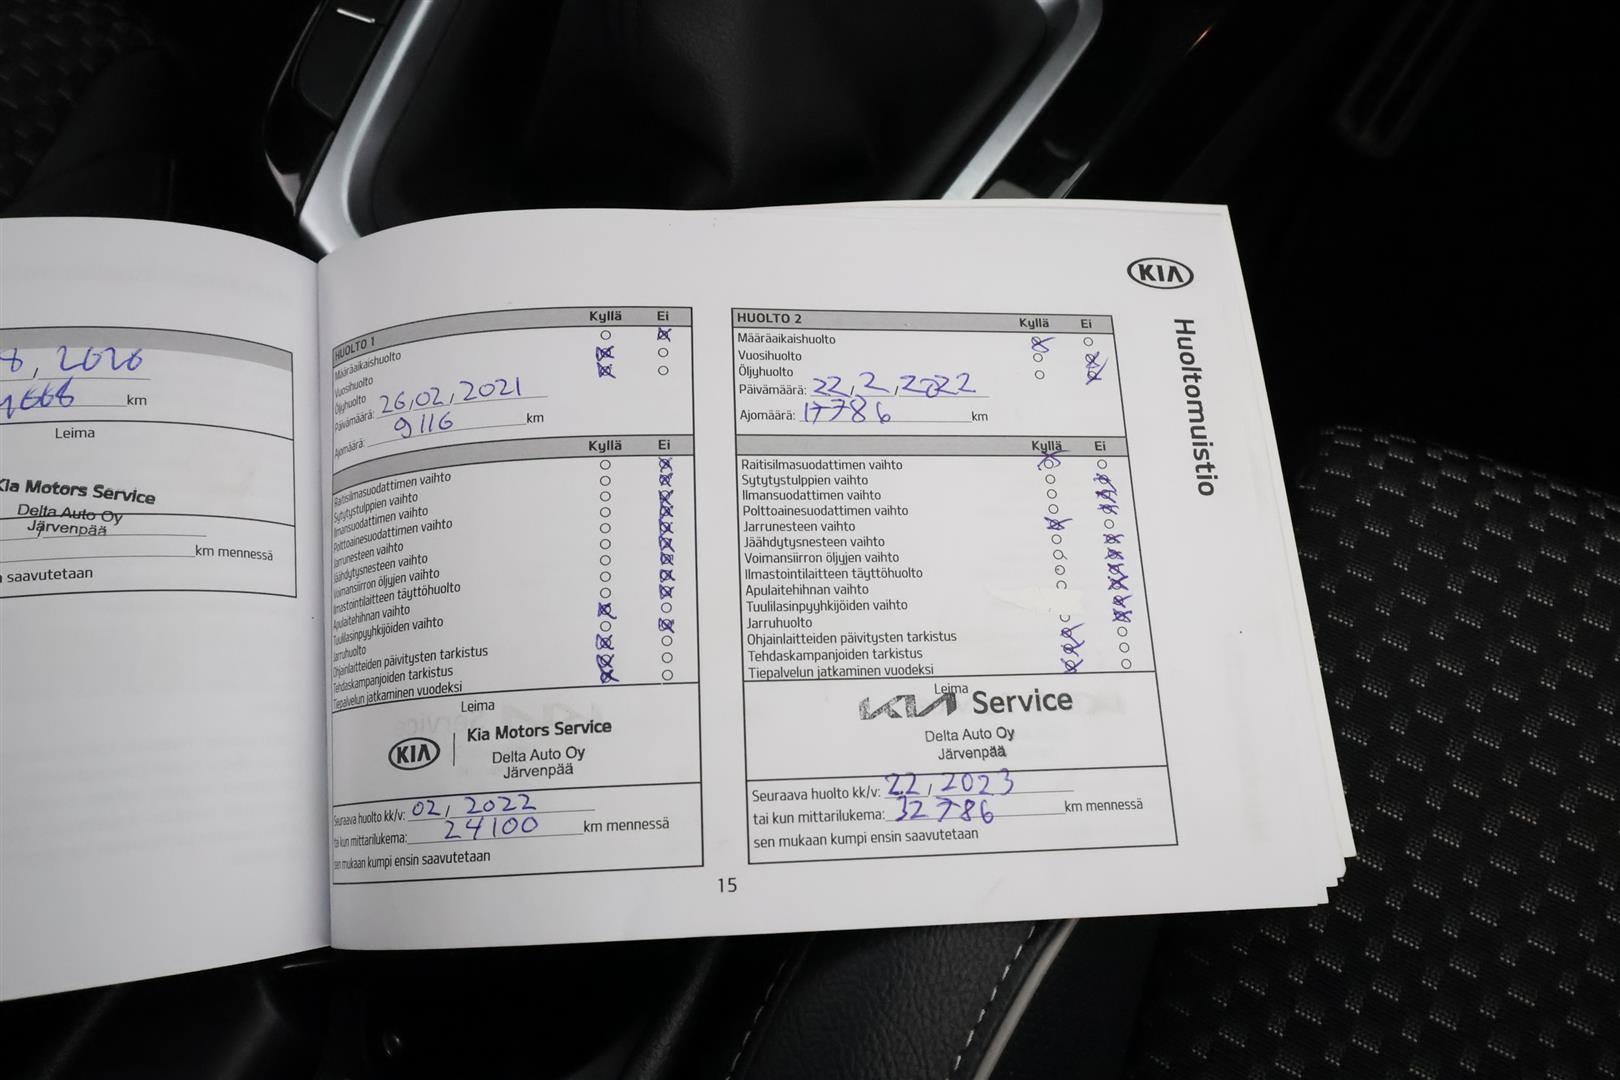 8, 2020
km
Leima
Kia Motors Service
Delta Auto Oy
Järvenpää
km mennessä
saavutetaan
HUOLTO 1
Kyllä Ei
Määräaikaishuolto
Vuosihuolto
Öljyhuolto
Päivämäärä: 26,02,2021
Ajomäärä: 9116 km
Kyllä Ei
Raitisilmasuodattimen vaihto
Sytytystulppien vaihto
Ilmansuodattimen vaihto
Polttoainesuodattimen vaihto
Jarrunesteen vaihto
Jäähdytysnesteen vaihto
Voimansiirron öljyjen vaihto
Ilmastointilaitteen täyttöhuolto
Apulaitehihnan vaihto
Tuulilasinpyyhkijöiden vaihto
Jarruhuolto
Ohjainlaitteiden päivitysten tarkistus
Tehdaskampanjoiden tarkistus
Tiepalvelun jatkaminen vuodeksi
Leima
KIA Kia Motors Service
Delta Auto Oy
Järvenpää
Seuraava huolto kk/v: 02, 2022
tai kun mittarilukema: 24100 km mennessä
sen mukaan kumpi ensin saavutetaan
HUOLTO 2
Kyllä Ei
Määräaikaishuolto
Vuosihuolto
Öljyhuolto
Päivämäärä: 22,2,2022
Ajomäärä: 17786 km
Kyllä Ei
Raitisilmasuodattimen vaihto
Sytytystulppien vaihto
Ilmansuodattimen vaihto
Polttoainesuodattimen vaihto
Jarrunesteen vaihto
Jäähdytysnesteen vaihto
Voimansiirron öljyjen vaihto
Ilmastointilaitteen täyttöhuolto
Apulaitehihnan vaihto
Tuulilasinpyyhkijöiden vaihto
Jarruhuolto
Ohjainlaitteiden päivitysten tarkistus
Tehdaskampanjoiden tarkistus
Tiepalvelun jatkaminen vuodeksi
Leima
KIA Service
Delta Auto Oy
Järvenpää
Seuraava huolto kk/v: 22, 2023
tai kun mittarilukema: 32786 km mennessä
sen mukaan kumpi ensin saavutetaan
15
KIA
Huoltomuistio